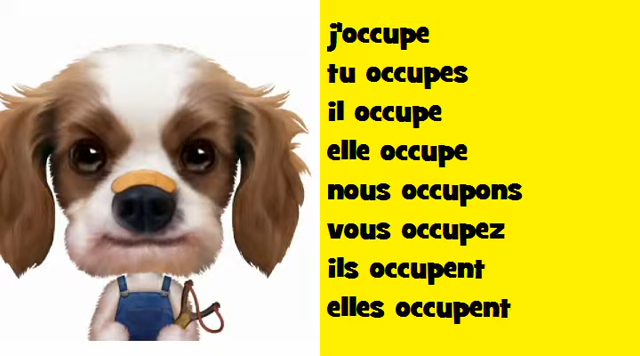 j'occupe
tu occupes
il occupe
elle occupe
nous occupons
vous occupez
ils occupent
elles occupent